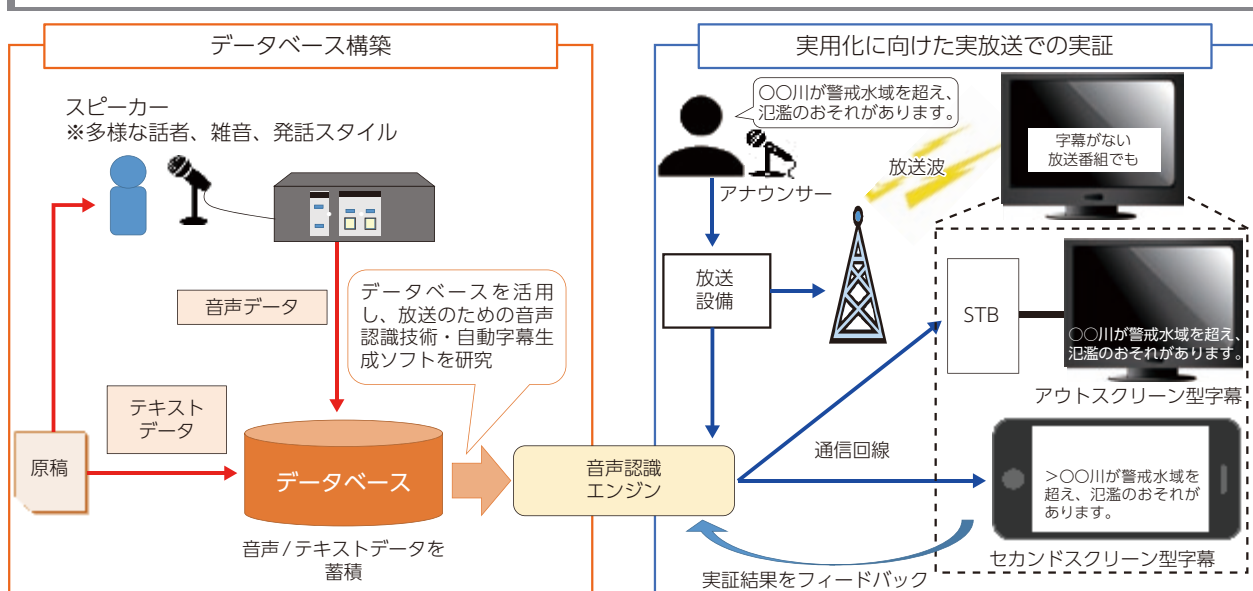 データベース構築
スピーカー
※多様な話者、雑音、発話スタイル
音声データ
データベースを活用
し、放送のための音声
認識技術・自動字幕生
成ソフトを研究
テキスト
データ
原稿
データベース
音声/テキストデータを
蓄積
音声認識
エンジン
実用化に向けた実放送での実証
〇〇川が警戒水域を超え、
氾濫のおそれがあります。
アナウンサー
放送波
字幕がない
放送番組でも
放送
設備
STB
〇〇川が警戒水域を超え、
氾濫のおそれがあります。
アウトスクリーン型字幕
通信回線
>〇〇川が警戒水域を
超え、氾濫のおそれが
あります。
セカンドスクリーン型字幕
実証結果をフィードバック